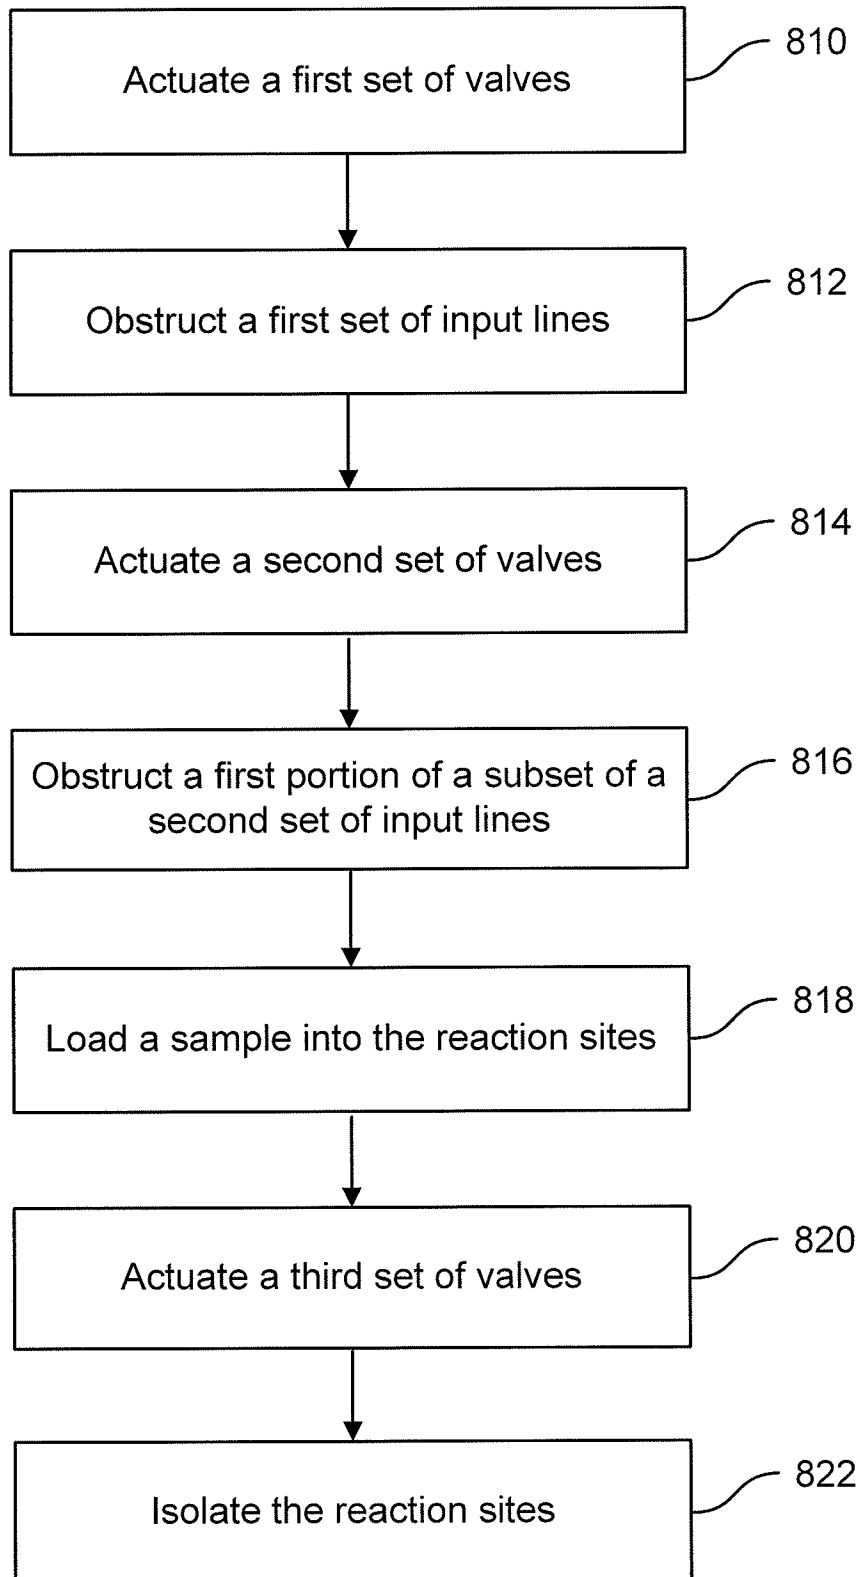 Actuate a first set of valves
810
Obstruct a first set of input lines
812
Actuate a second set of valves
814
Obstruct a first portion of a subset of a
second set of input lines
816
Load a sample into the reaction sites
818
Actuate a third set of valves
820
Isolate the reaction sites
822